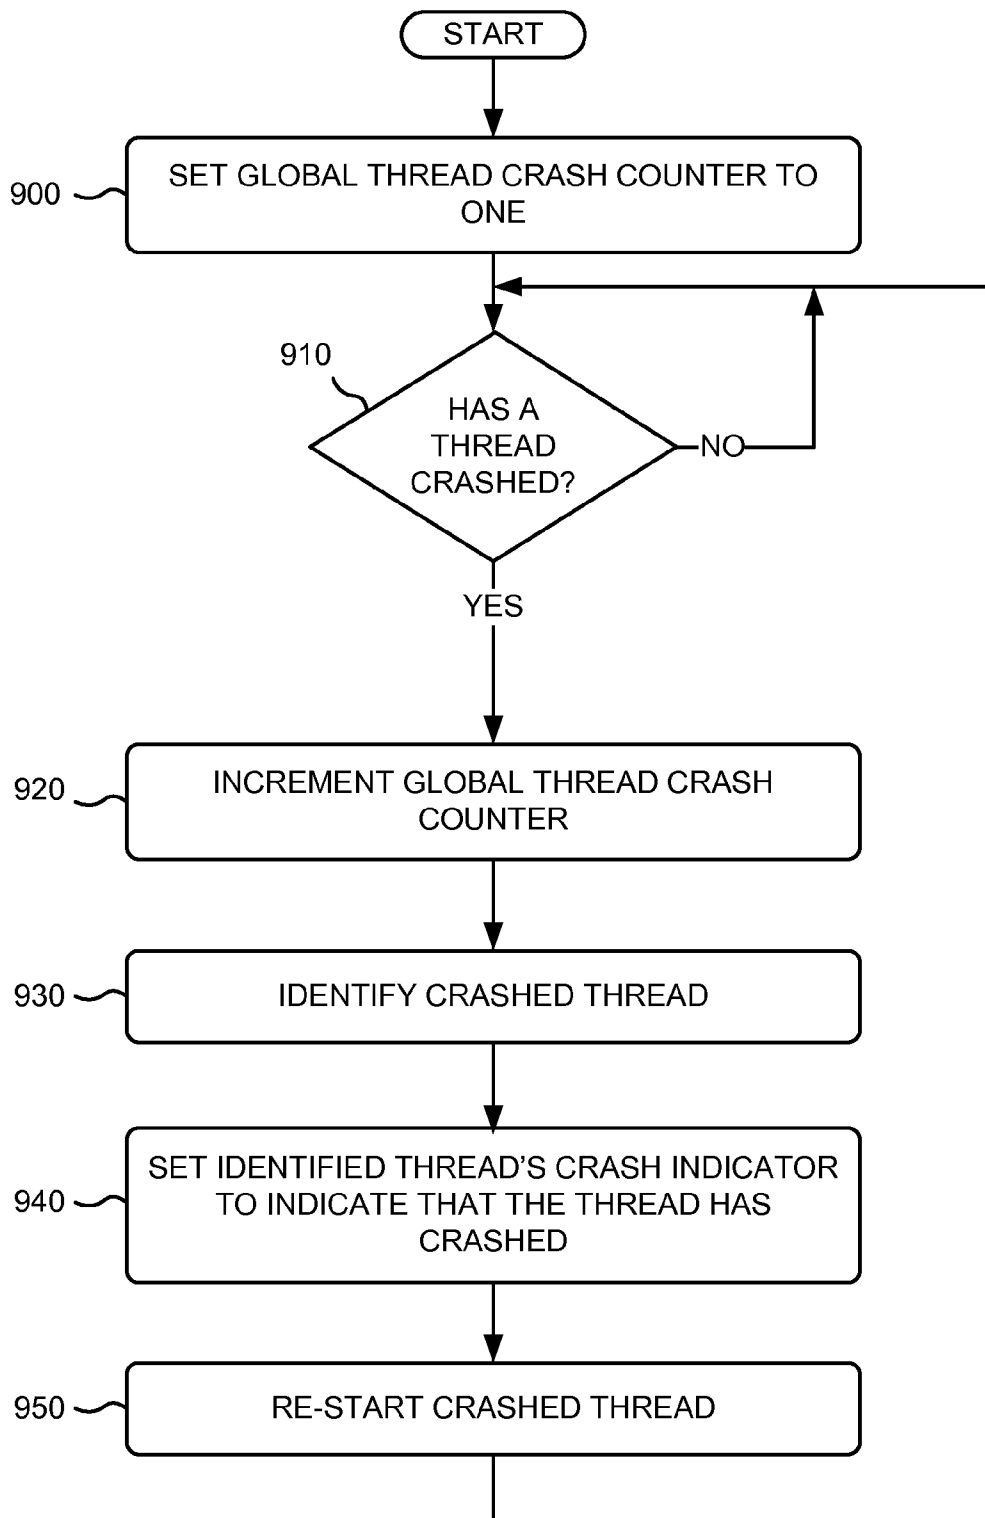 START
900
SET GLOBAL THREAD CRASH COUNTER TO
ONE
910
HAS A
THREAD
CRASHED?
NO
YES
920
INCREMENT GLOBAL THREAD CRASH
COUNTER
930
IDENTIFY CRASHED THREAD
940
SET IDENTIFIED THREAD'S CRASH INDICATOR
TO INDICATE THAT THE THREAD HAS
CRASHED
950
RE-START CRASHED THREAD